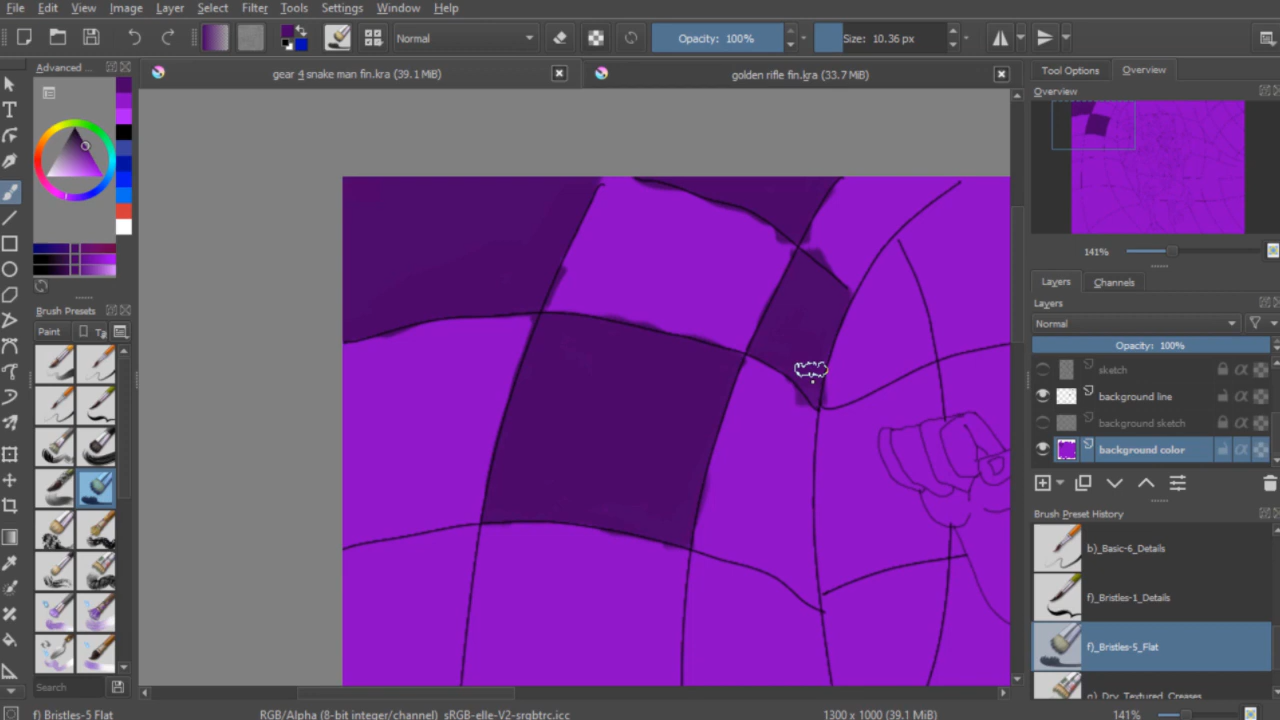 File Edit View Image Layer Select Filter Tools Settings Window Help
Normal
Opacity: 100%
Size: 10.36 px
Advanced ...
gear 4 snake man fin.kra (39.1 MiB)
golden rifle fin.kra (33.7 MiB)
Tool Options
Overview
Overview
141%
Layers
Channels
Layers
Normal
Opacity: 100%
sketch
background line
background sketch
background color
Brush Presets
Paint
Ta
Search
Brush Preset History
b)_Basic-6_Details
f)_Bristles-1_Details
f)_Bristles-5_Flat
g)_Dry_Textured_Creases
f) Bristles-5 Flat
RGB/Alpha (8-bit integer/channel) sRGB-elle-V2-srgbtrc.icc
1300 x 1000 (39.1 MiB)
141%